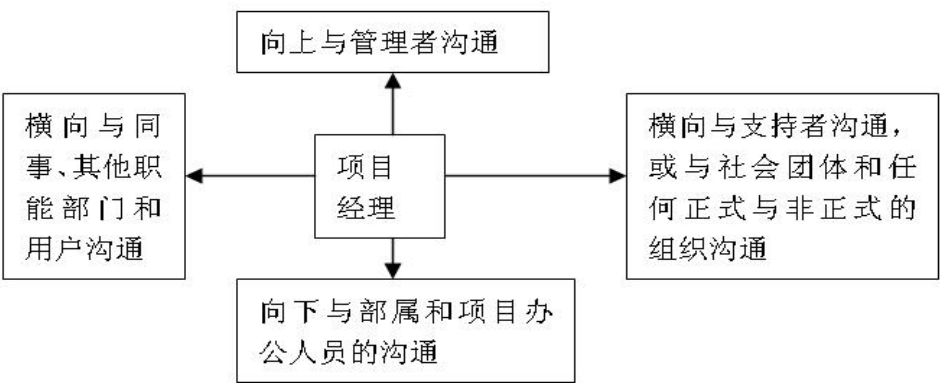 向上与管理者沟通
横向与同
事、其他职
能部门和
用户沟通
项目
经理
横向与支持者沟通，
或与社会团体和任
何正式与非正式的
组织沟通
向下与部属和项目办
公人员的沟通